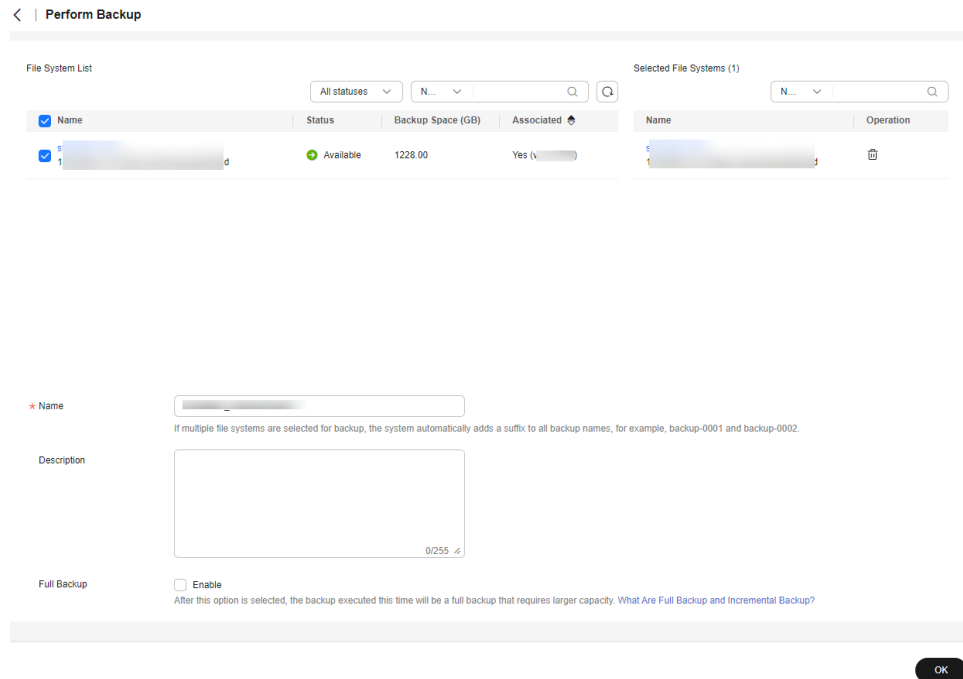 Perform Backup
File System List
Selected File Systems (1)
All statuses
N...
N...
Name
Status
Backup Space (GB)
Associated
Name
Operation
Available
1228.00
Yes (
)
* Name
If multiple file systems are selected for backup, the system automatically adds a suffix to all backup names, for example, backup-0001 and backup-0002.
Description
0/255
Full Backup
Enable
After this option is selected, the backup executed this time will be a full backup that requires larger capacity. What Are Full Backup and Incremental Backup?
OK